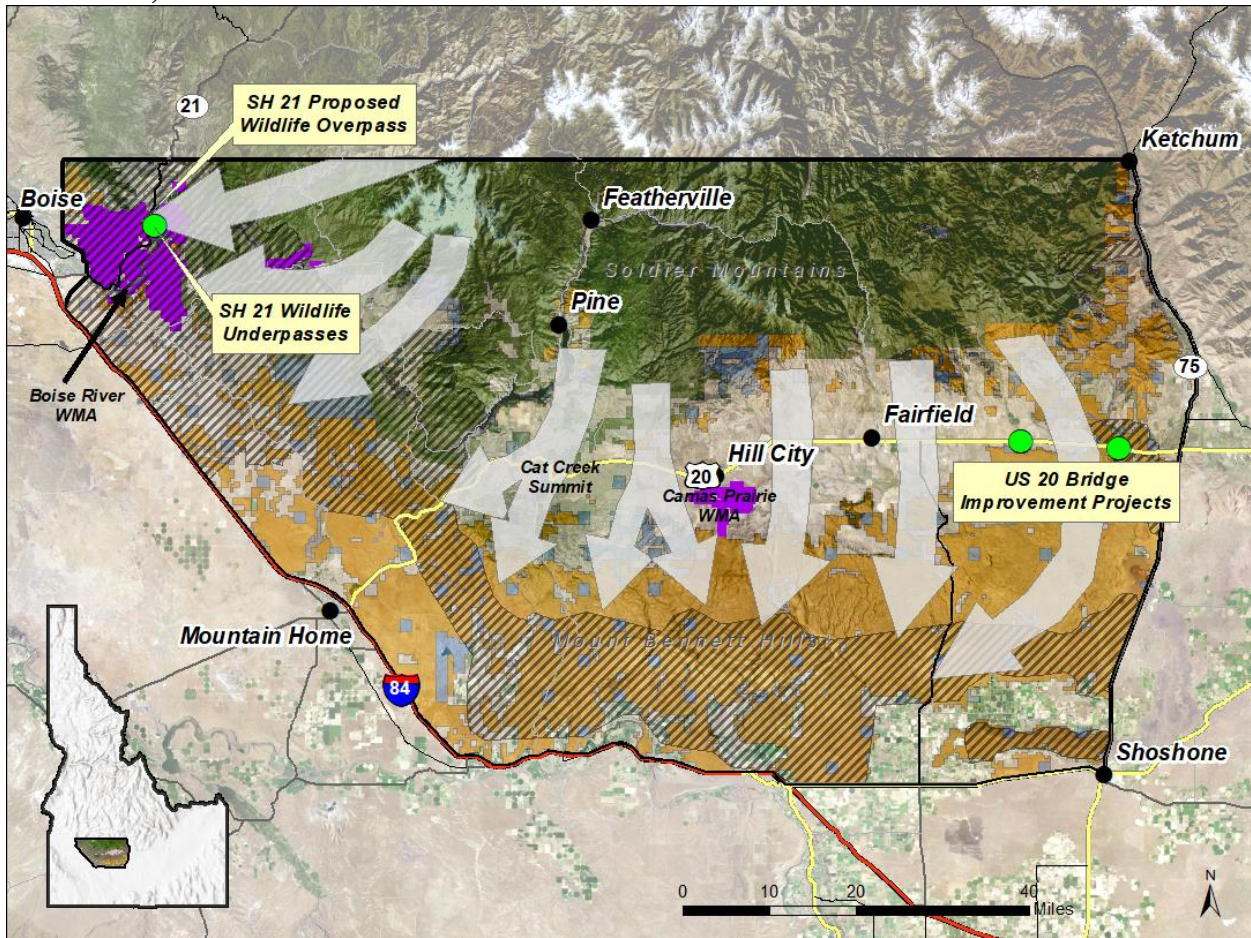 21
SH 21 Proposed
Wildlife Overpass
Ketchum
Boise
Featherville
Soldier Mountains
SH 21 Wildlife
Underpasses
Pine
75
Boise River
WMA
Fairfield
Cat Creek
Summit
Hill City
20
Camas Prairie
WMA
US 20 Bridge
Improvement Projects
Mountain Home
Mount Bennett Hills
84
Shoshone
0 10 20 40
Miles
N